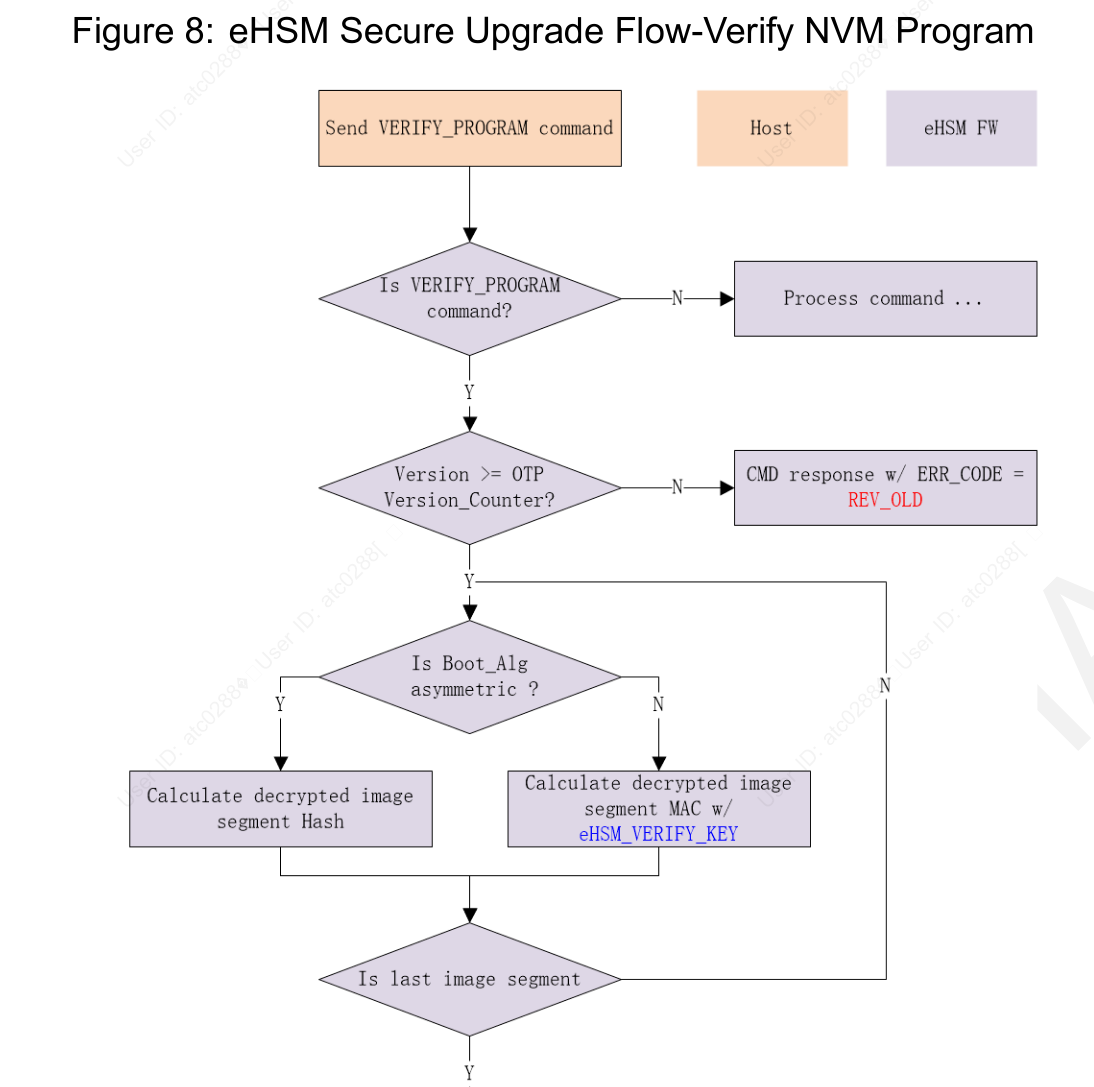 Figure 8: eHSM Secure Upgrade Flow-Verify NVM Program
Send VERIFY_PROGRAM command
Host
eHSM FW
Is VERIFY_PROGRAM
command?
N
Process command ...
Y
Version >= OTP
Version_Counter?
N
CMD response w/ ERR_CODE =
REV_OLD
Y
Is Boot_Alg
asymmetric ?
Y
N
N
Calculate decrypted image
segment Hash
Calculate decrypted image
segment MAC w/
eHSM_VERIFY_KEY
Is last image segment
Y